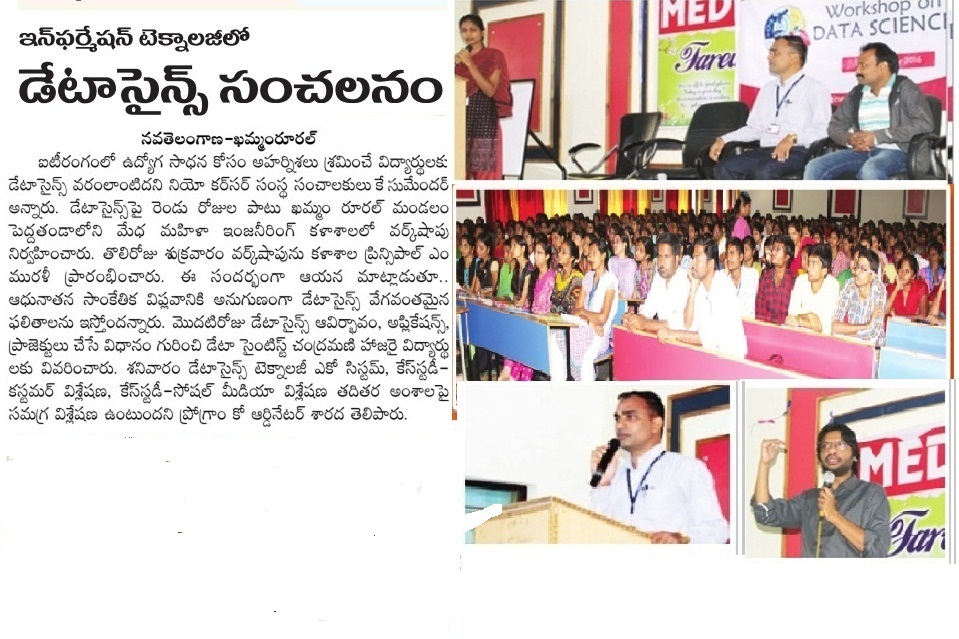 ఇన్‌ఫర్మేషన్ టెక్నాలజీలో
డేటాసైన్స్ సంచలనం
నవతెలంగాణ-ఖమ్మంరూరల్
ఐటీరంగంలో ఉద్యోగ సాధన కోసం అహర్నిశలు శ్రమించే విద్యార్థులకు
డేటాసైన్స్ వరంలాంటిదని నియో కర్‌సర్ సంస్థ సంచాలకులు కే సుమేందర్
అన్నారు. డేటాసైన్స్‌పై రెండు రోజుల పాటు ఖమ్మం రూరల్ మండలం
పెద్దతండాలోని మేధ మహిళా ఇంజనీరింగ్ కళాశాలలో వర్క్‌షాపు
నిర్వహించారు. తొలిరోజు శుక్రవారం వర్క్‌షాపును కళాశాల ప్రిన్సిపాల్ ఎం
మురళీ ప్రారంభించారు. ఈ సందర్భంగా ఆయన మాట్లాడుతూ..
ఆధునాతన సాంకేతిక విప్లవానికి అనుగుణంగా డేటాసైన్స్ వేగవంతమైన
ఫలితాలను ఇస్తోందన్నారు. మొదటిరోజు డేటాసైన్స్ ఆవిర్భావం, అప్లికేషన్స్,
ప్రాజెక్టులు చేసే విధానం గురించి డేటా సైంటిస్ట్ చంద్రమణి హాజరై విద్యార్థు
లకు వివరించారు. శనివారం డేటాసైన్స్ టెక్నాలజీ ఎకో సిస్టమ్, కేస్‌స్టడీ-
కస్టమర్ విశ్లేషణ, కేస్‌స్టడీ-సోషల్ మీడియా విశ్లేషణ తదితర అంశాలపై
సమగ్ర విశ్లేషణ ఉంటుందని ప్రోగ్రాం కో ఆర్డినేటర్ శారద తెలిపారు.
MED
Workshop on
DATA SCIENC
2016
MED